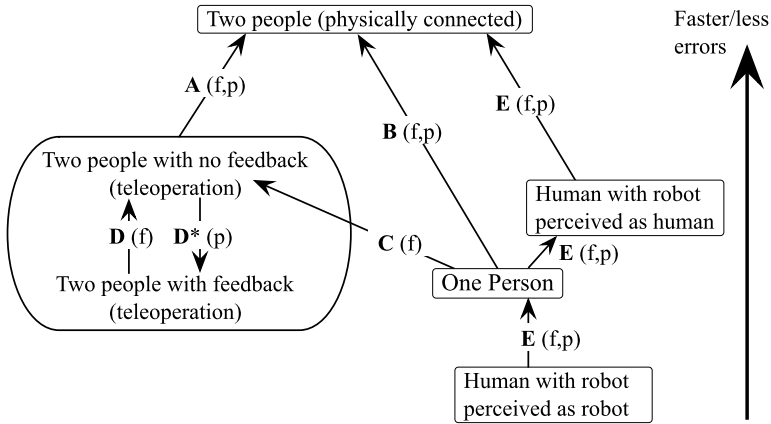 Two people (physically connected)
Faster/less
errors
A (f,p)
E (f,p)
B (f,p)
Two people with no feedback
(teleoperation)
Human with robot
perceived as human
D (f)
D* (p)
C (f)
E (f,p)
Two people with feedback
(teleoperation)
One Person
E (f,p)
Human with robot
perceived as robot